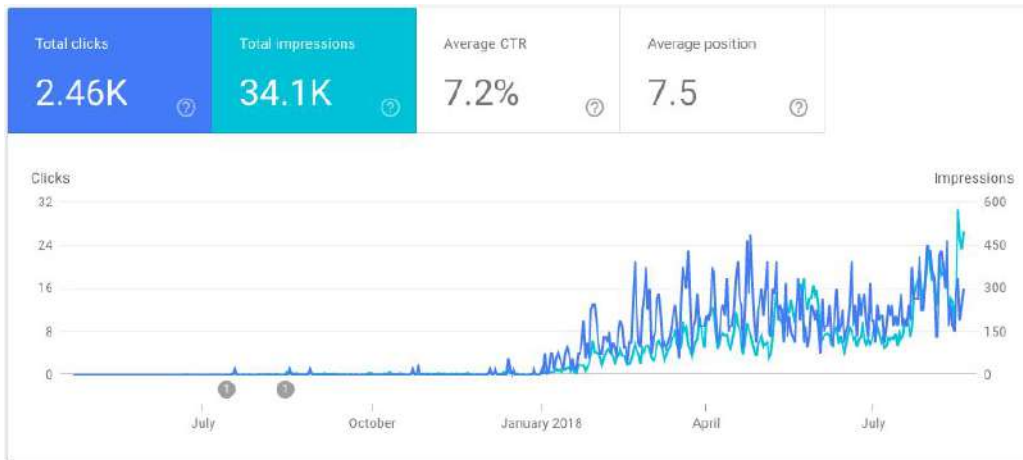 Total clicks
2.46K
Total impressions
34.1K
Average CTR
7.2%
Average position
7.5
Clicks
Impressions
32
600
24
450
16
300
8
150
0
0
1
1
July
October
January 2018
April
July